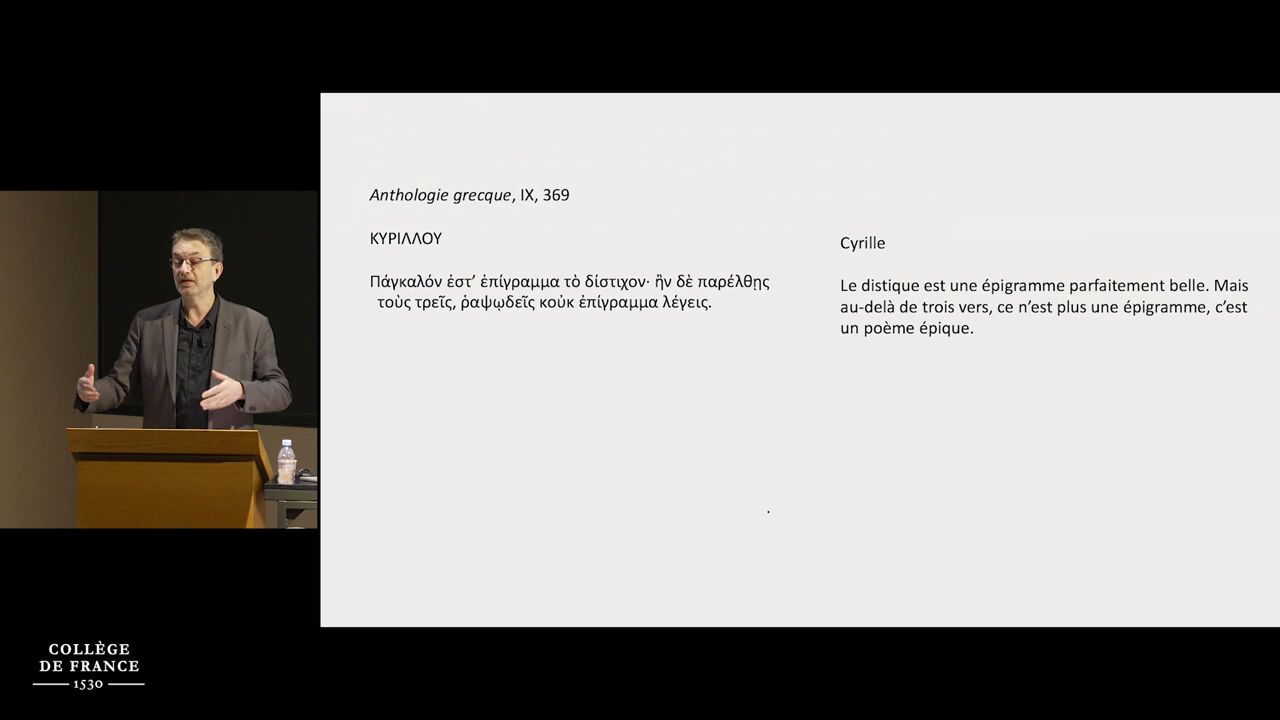 Anthologie grecque, IX, 369
ΚΥΡΙΛΛΟΥ
Πάγκαλόν ἐστ’ ἐπίγραμμα τὸ δίστιχον· ἢν δὲ παρέλθῃς
τοὺς τρεῖς, ῥαψῳδεῖς κοὐκ ἐπίγραμμα λέγεις.
Cyrille
Le distique est une épigramme parfaitement belle. Mais
au-delà de trois vers, ce n’est plus une épigramme, c’est
un poème épique.
.
COLLÈGE
DE FRANCE
1530